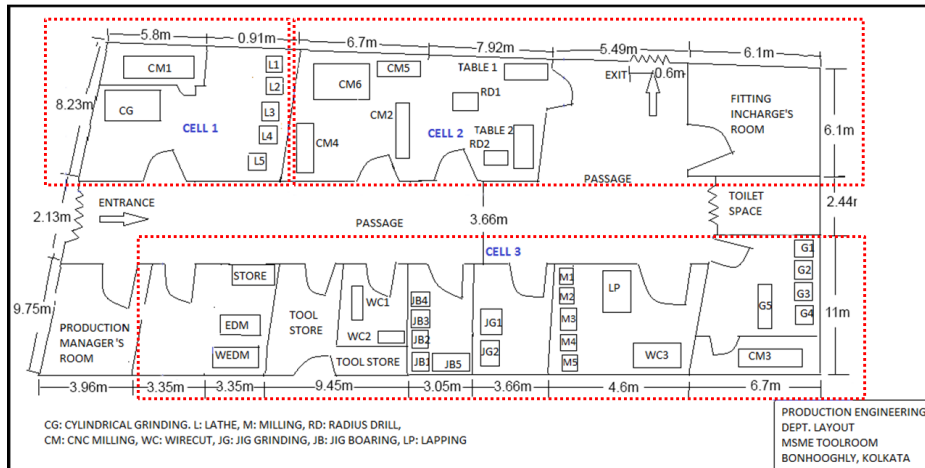 5.8m 0.91m 6.7m 7.92m 5.49m 6.1m
CM1 L1 CM5 TABLE 1 EXIT 0.6m
8.23m CG L2 CM6 RD1 FITTING
INCHARGE'S
ROOM
L3 CM2 6.1m
CELL 1 L4 CM4 CELL 2 TABLE 2
RD2
L5
PASSAGE
ENTRANCE TOILET
SPACE
2.13m PASSAGE 3.66m 2.44m
CELL 3 G1
STORE G2
9.75m WC1 JB4 M1 LP G3
M2 G5
TOOL
STORE
PRODUCTION
MANAGER'S
ROOM
EDM JB3 JG1 M3 G4 11m
WC2 JB2 M4
WEDM TOOL STORE JB1 JB5 JG2 M5 WC3 CM3
3.96m 3.35m 3.35m 9.45m 3.05m 3.66m 4.6m 6.7m
CG: CYLINDRICAL GRINDING. L: LATHE, M: MILLING, RD: RADIUS DRILL,
CM: CNC MILLING, WC: WIRECUT, JG: JIG GRINDING, JB: JIG BOARING, LP: LAPPING
PRODUCTION ENGINEERING
DEPT. LAYOUT
MSME TOOLROOM
BONHOOGHLY, KOLKATA